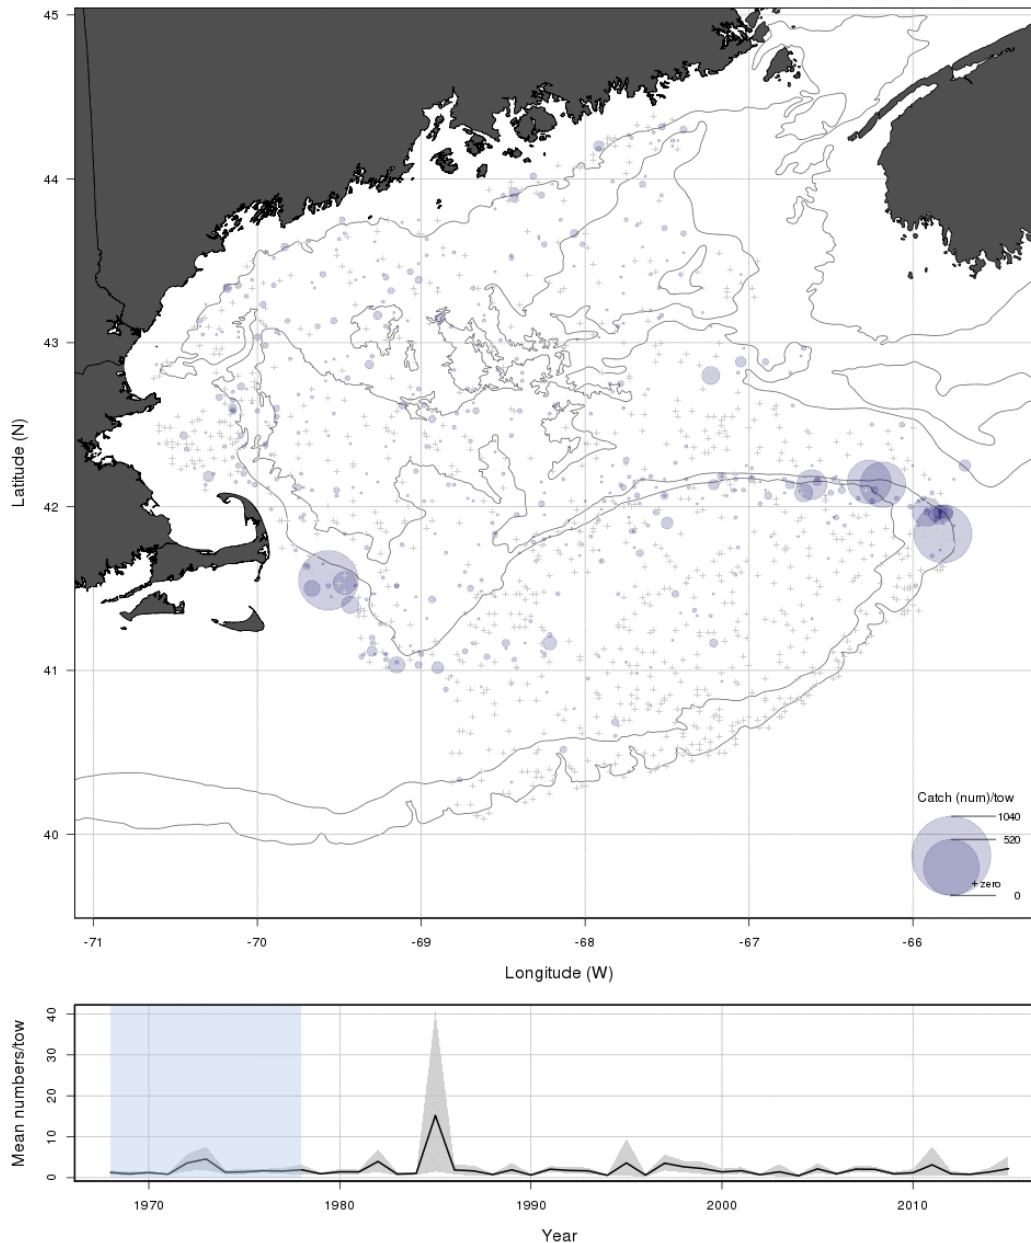 45
44
43
42
41
40
Latitude (N)
Catch (num)/tow
1040
520
+ zero
0
-71 -70 -69 -68 -67 -66
Longitude (W)
40
30
20
10
0
Mean numbers/tow
1970 1980 1990 2000 2010
Year